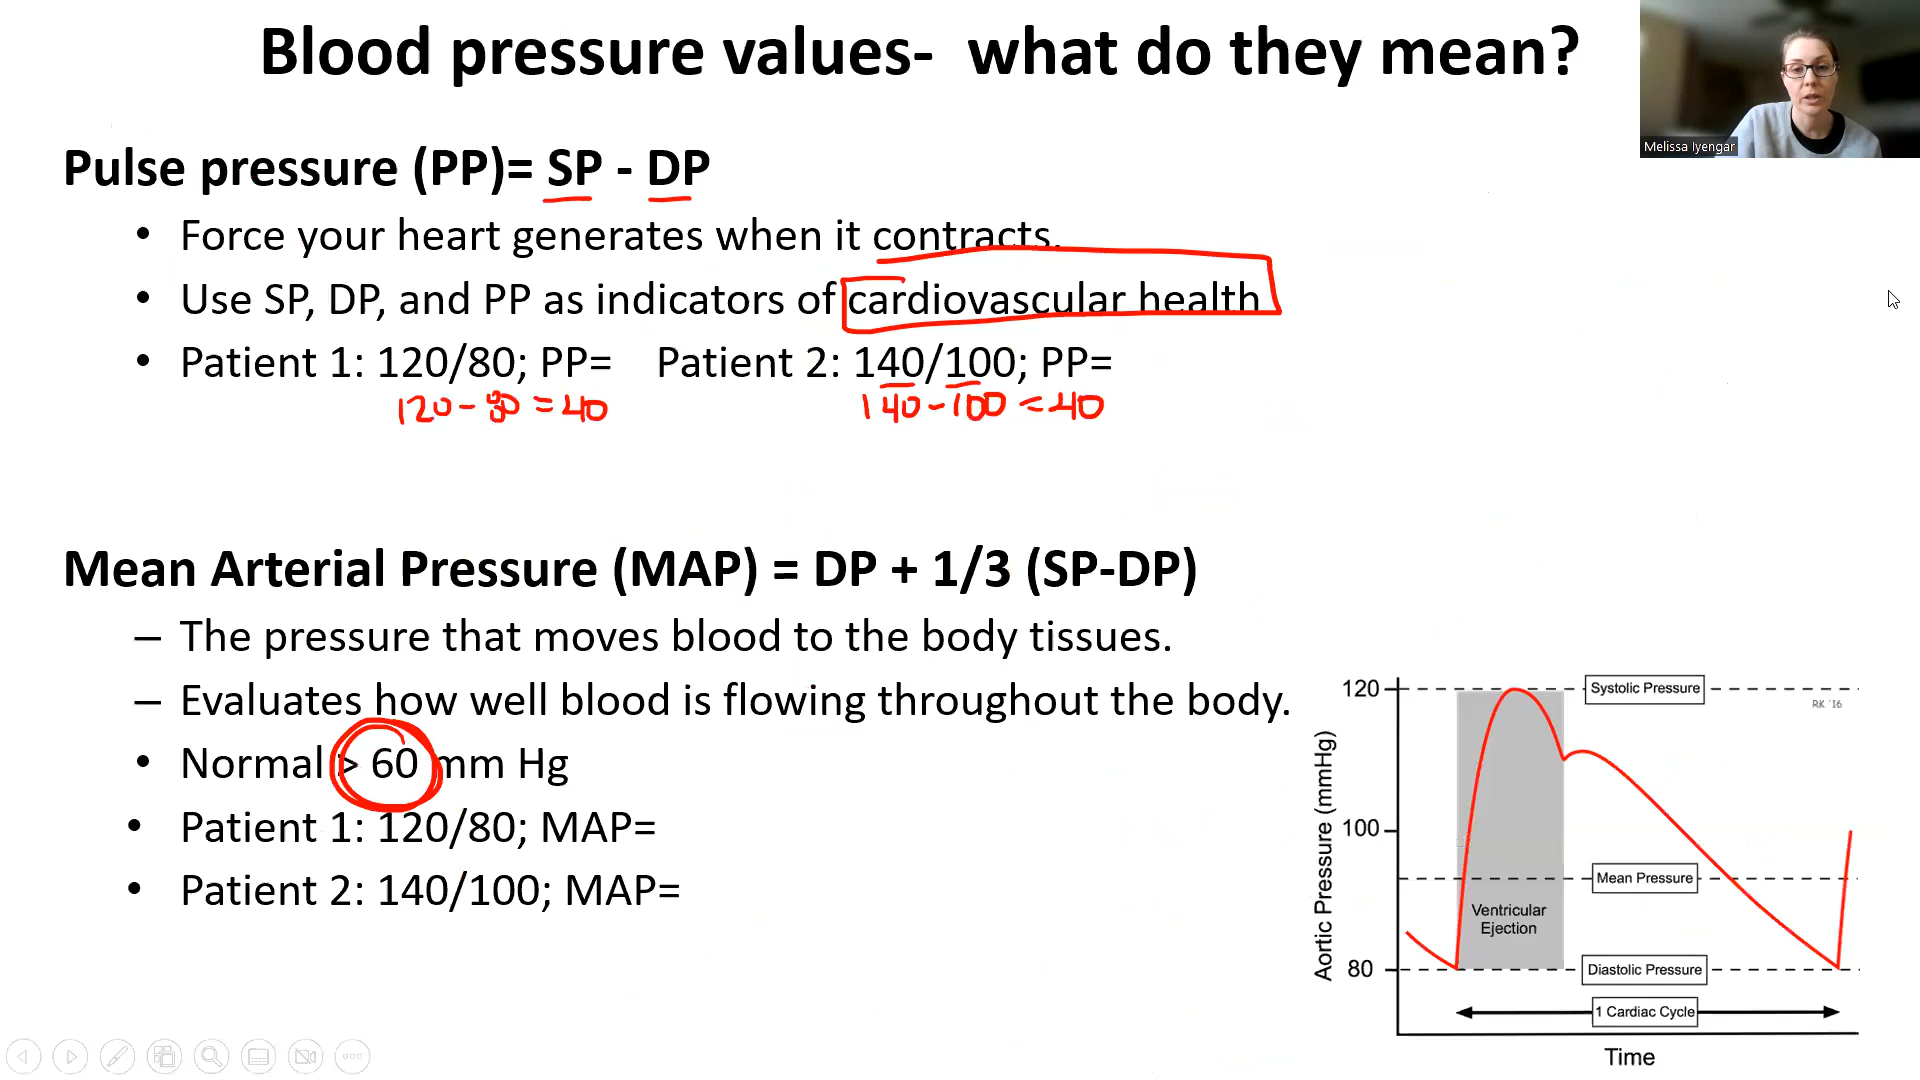 Blood pressure values-  what do they mean?
Melissa Iyengar
Pulse pressure (PP)= SP - DP
• Force your heart generates when it contracts.
• Use SP, DP, and PP as indicators of cardiovascular health
• Patient 1: 120/80; PP=    Patient 2: 140/100; PP=
120-80=40    140-100=40
Mean Arterial Pressure (MAP) = DP + 1/3 (SP-DP)
– The pressure that moves blood to the body tissues.
– Evaluates how well blood is flowing throughout the body.
• Normal > 60 mm Hg
• Patient 1: 120/80; MAP=
• Patient 2: 140/100; MAP=
Aortic Pressure (mmHg)
120
Systolic Pressure
RK '16
100
Mean Pressure
Ventricular
Ejection
80
Diastolic Pressure
1 Cardiac Cycle
Time